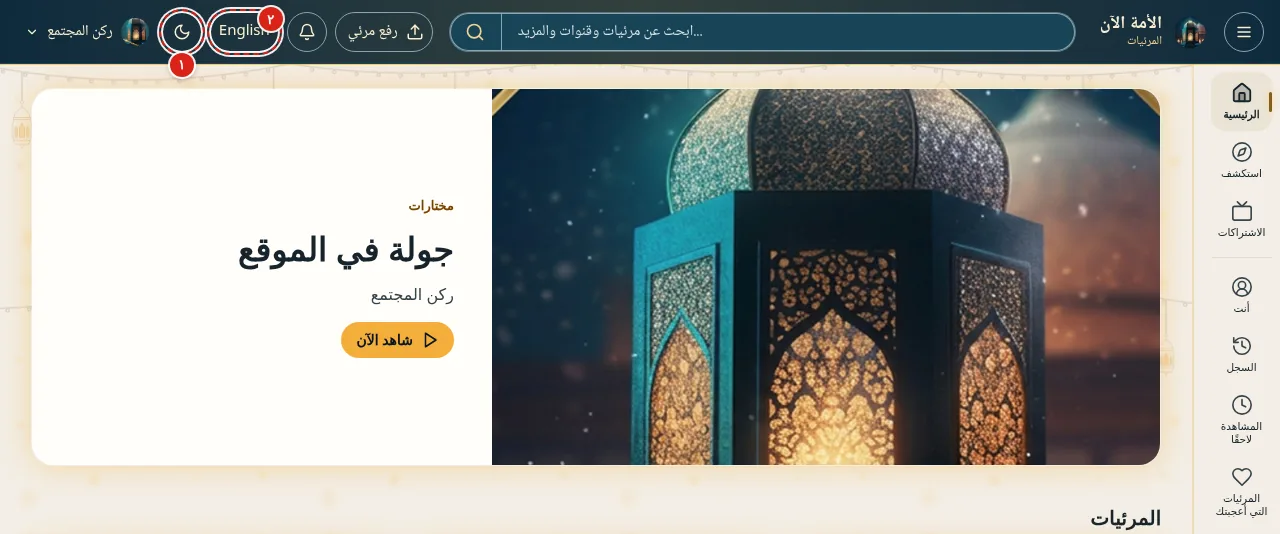 الأمة الآن
المرئيات
ابحث عن مرئيات وقنوات والمزيد...
رفع مرئي
English
٢
١
ركن المجتمع
الرئيسية
استكشف
الاشتراكات
أنت
السجل
المشاهدة
لاحقًا
المرئيات
التي أعجبتك
مختارات
جولة في الموقع
ركن المجتمع
شاهد الآن
المرئيات